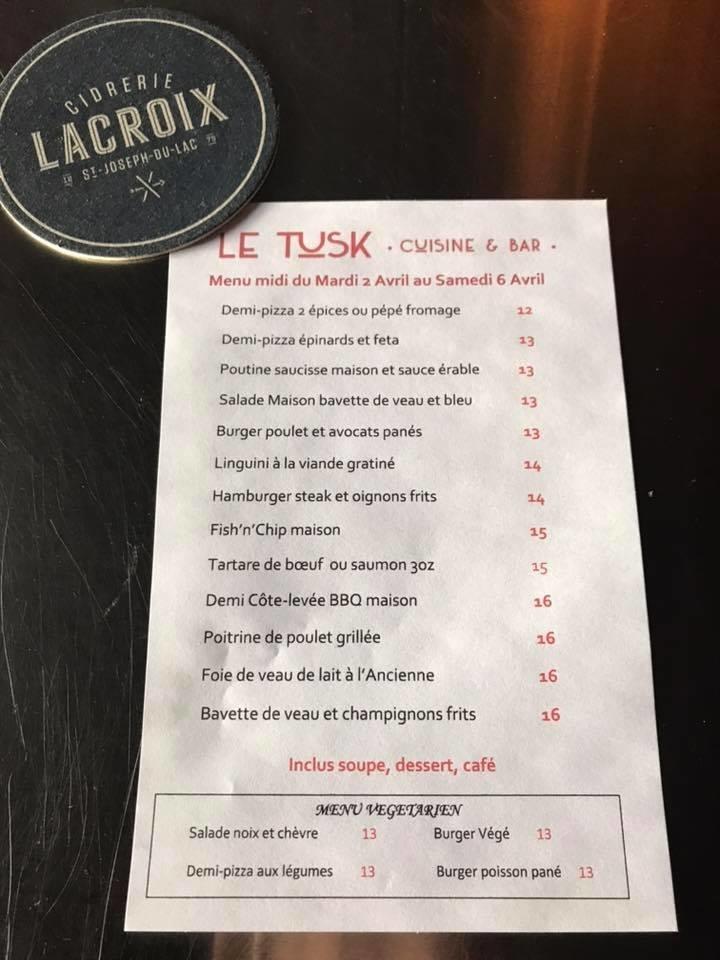 CIDRERIE
LACROIX
ST-JOSEPH-DU-LAC
LE TUSK · CUISINE & BAR ·
Menu midi du Mardi 2 Avril au Samedi 6 Avril
Demi-pizza 2 épices ou pépé fromage 12
Demi-pizza épinards et feta 13
Poutine saucisse maison et sauce érable 13
Salade Maison bavette de veau et bleu 13
Burger poulet et avocats panés 13
Linguini à la viande gratiné 14
Hamburger steak et oignons frits 14
Fish'n'Chip maison 15
Tartare de bœuf ou saumon 3oz 15
Demi Côte-levée BBQ maison 16
Poitrine de poulet grillée 16
Foie de veau de lait à l'Ancienne 16
Bavette de veau et champignons frits 16
Inclus soupe, dessert, café
MENU VEGETARIEN
Salade noix et chèvre 13 Burger Végé 13
Demi-pizza aux légumes 13 Burger poisson pané 13